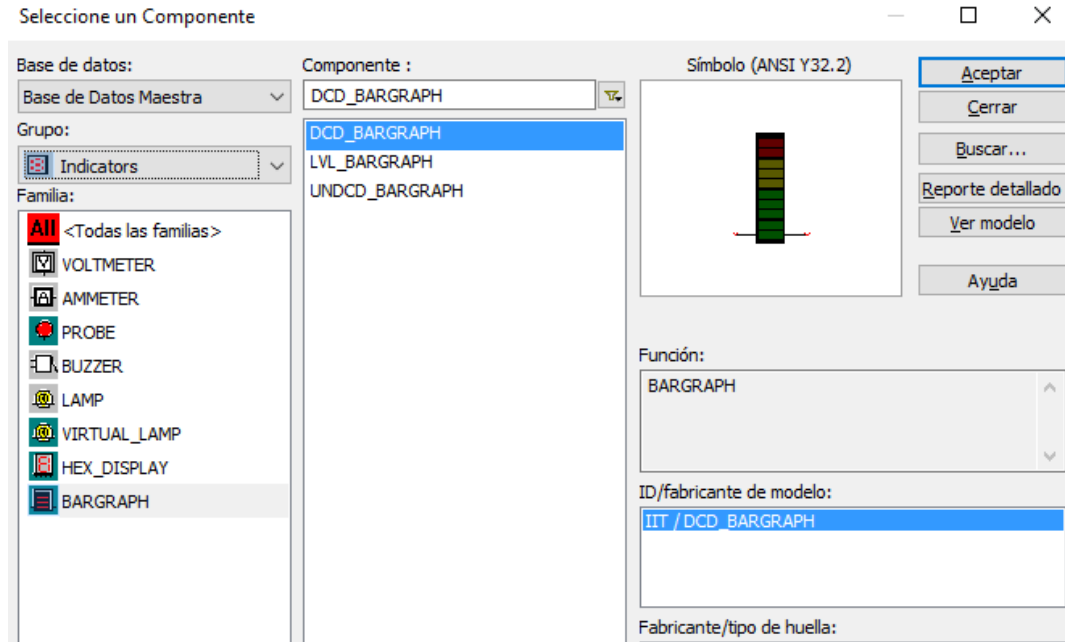 Seleccione un Componente
Base de datos:
Base de Datos Maestra
Grupo:
Indicators
Familia:
All <Todas las familias>
VOLTMETER
AMMETER
PROBE
BUZZER
LAMP
VIRTUAL_LAMP
HEX_DISPLAY
BARGRAPH
Componente :
DCD_BARGRAPH
DCD_BARGRAPH
LVL_BARGRAPH
UNDCD_BARGRAPH
Símbolo (ANSI Y32.2)
Aceptar
Cerrar
Buscar...
Reporte detallado
Ver modelo
Ayuda
Función:
BARGRAPH
ID/fabricante de modelo:
IIT / DCD_BARGRAPH
Fabricante/tipo de huella: